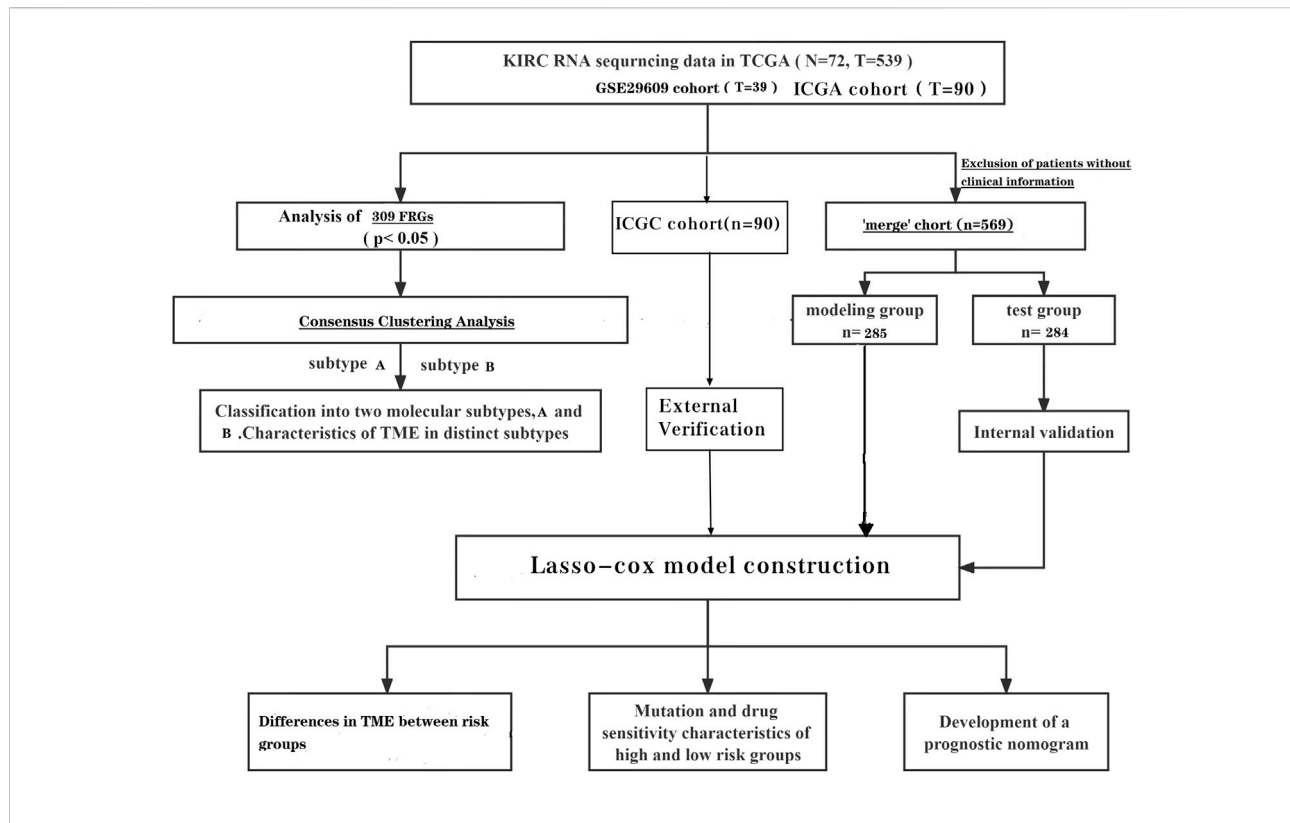 KIRC RNA sequrncing data in TCGA ( N=72, T=539 )
GSE29609 cohort ( T=39 ) ICGA cohort ( T=90 )
Exclusion of patients without
clinical information
Analysis of 309 FRGs
( p< 0.05 )
ICGC cohort(n=90)
'merge' chort (n=569)
modeling group
n= 285
test group
n= 284
Consensus Clustering Analysis
subtype A subtype B
Classification into two molecular subtypes,A and
B .Characteristics of TME in distinct subtypes
External
Verification
Internal validation
Lasso-cox model construction
Differences in TME between risk
groups
Mutation and drug
sensitivity characteristics of
high and low risk groups
Development of a
prognostic nomogram